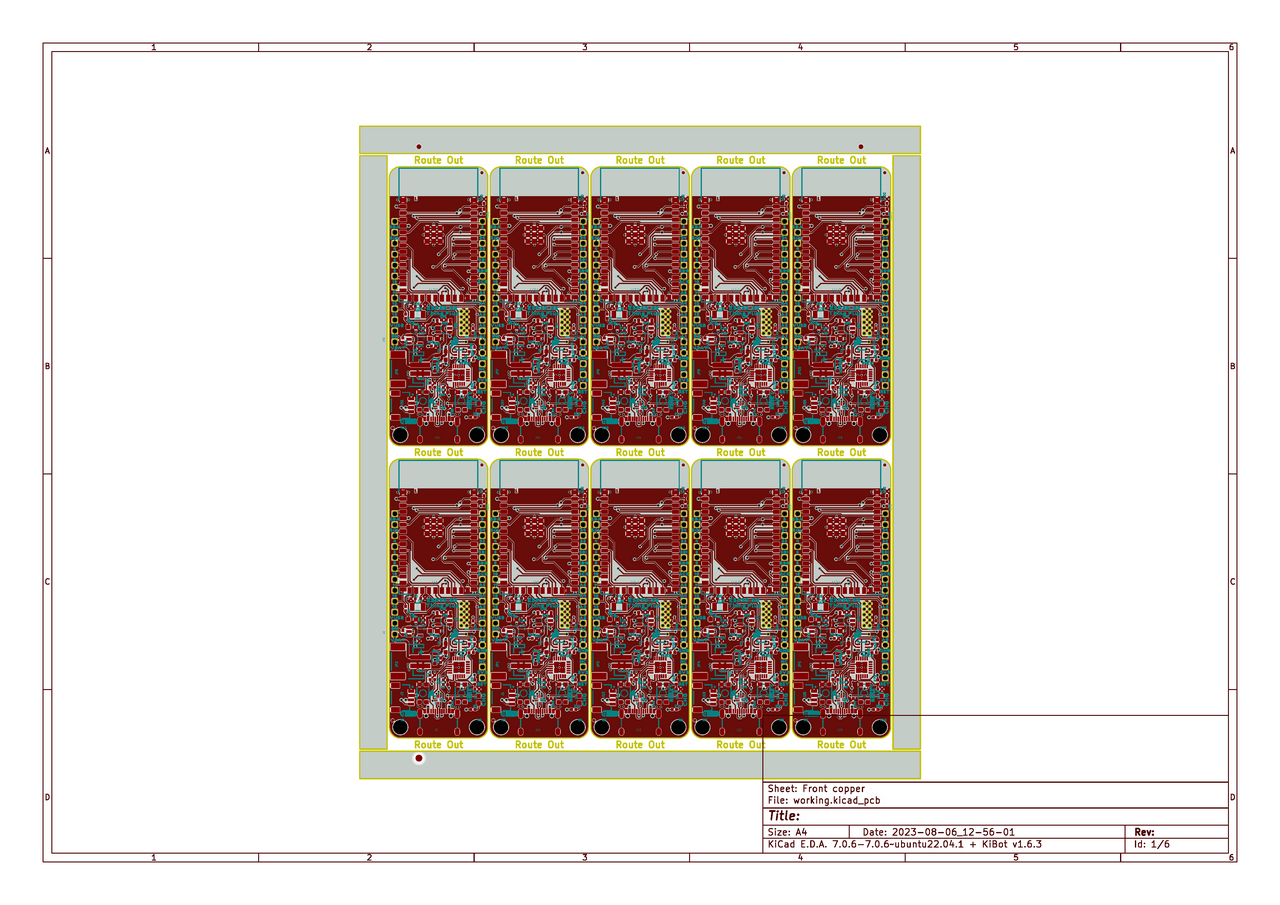 1 2 3 4 5 6
A A
Route Out Route Out Route Out Route Out Route Out
B B
Route Out Route Out Route Out Route Out Route Out
C C
Route Out Route Out Route Out Route Out Route Out
Sheet: Front copper
D D
File: working.kicad_pcb
Title:
Size: A4 Date: 2023-08-06_12-56-01 Rev:
KiCad E.D.A. 7.0.6-7.0.6~ubuntu22.04.1 + KiBot v1.6.3 Id: 1/6
1 2 3 4 5 6